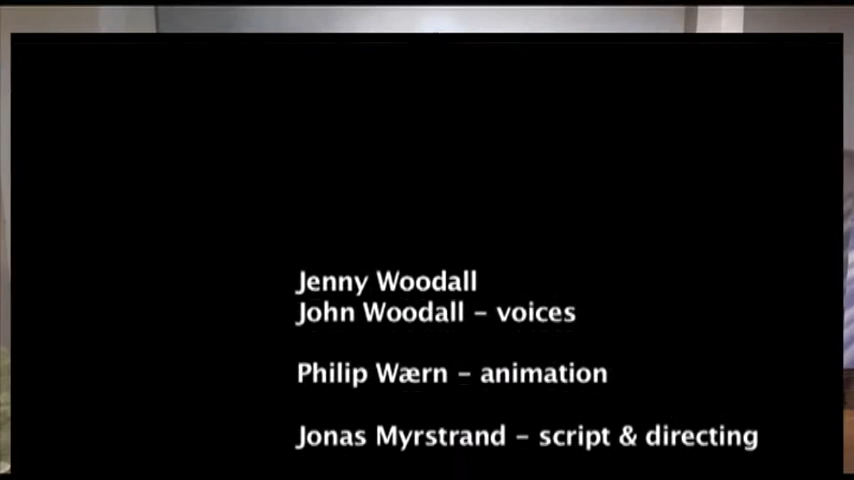 Jenny Woodall
John Woodall – voices
Philip Wærn – animation
Jonas Myrstrand – script & directing